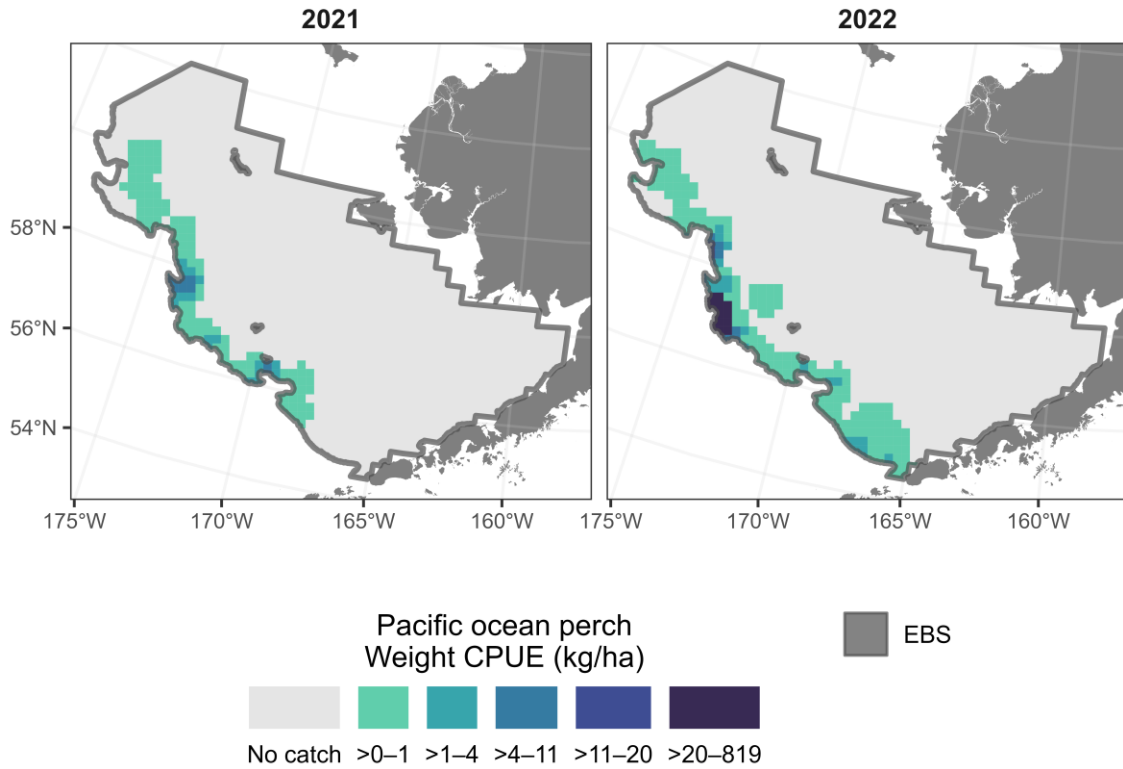 2021
2022
58°N
56°N
54°N
175°W
170°W
165°W
160°W
175°W
170°W
165°W
160°W
Pacific ocean perch
Weight CPUE (kg/ha)
EBS
No catch
>0–1
>1–4
>4–11
>11–20
>20–819